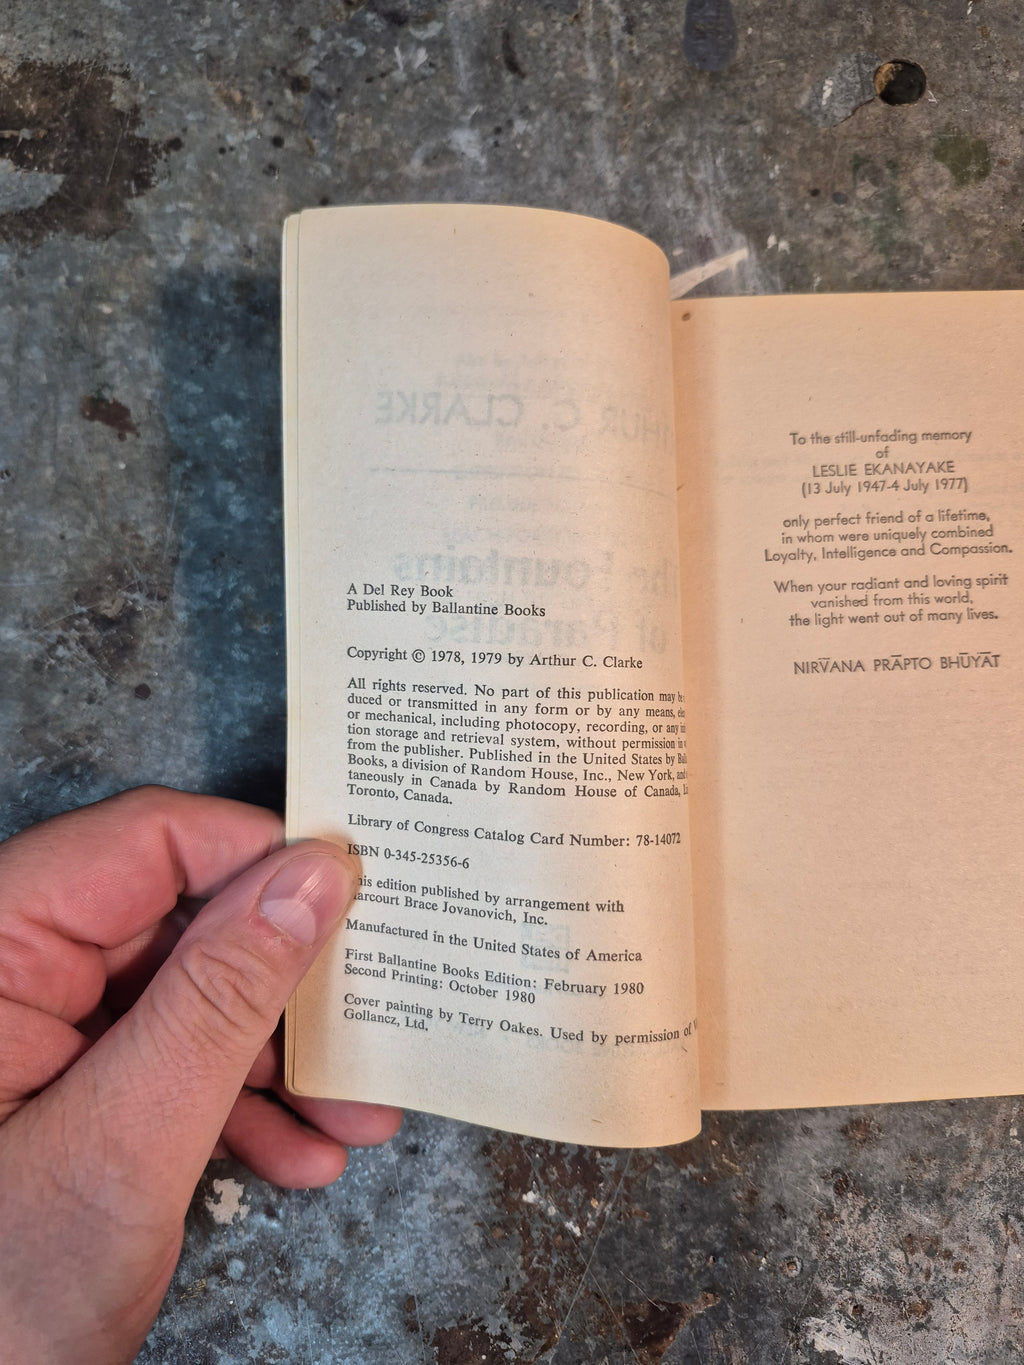 A Del Rey Book
Published by Ballantine Books
Copyright © 1978, 1979 by Arthur C. Clarke
All rights reserved. No part of this publication may
duced or transmitted in any form or by any means,
or mechanical, including photocopy, recording, or any
tion storage and retrieval system, without permission in
from the publisher. Published in the United States by
Books, a division of Random House, Inc., New York, and
taneously in Canada by Random House of Canada,
Toronto, Canada.
Library of Congress Catalog Card Number: 78-14072
ISBN 0-345-25356-6
edition published by arrangement with
Brace Jovanovich, Inc.
Manufactured in the United States of America
First Ballantine Books Edition: February 1980
Second Printing: October 1980
Cover painting by Terry Oakes. Used by permission of
Gollancz, Ltd.
To the still-unfading memory
of
LESLIE EKANAYAKE
(13 July 1947-4 July 1977)
only perfect friend of a lifetime,
in whom were uniquely combined
Loyalty, Intelligence and Compassion.
When your radiant and loving spirit
vanished from this world,
the light went out of many lives.
NIRV̄ANA PRĀPTO BHŪYĀT